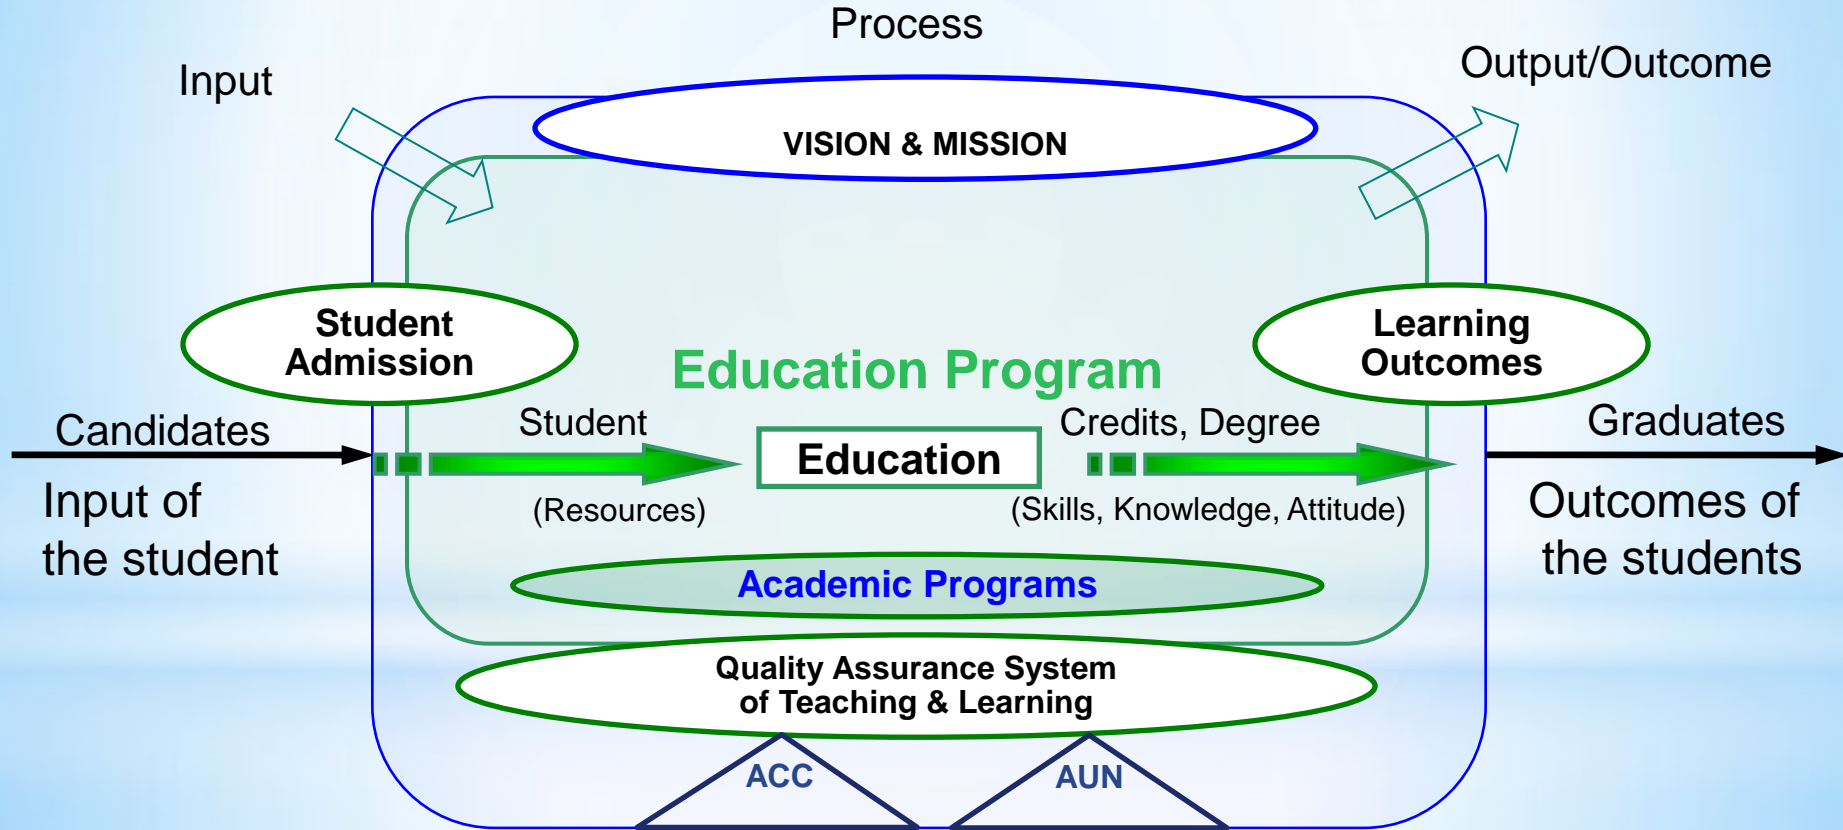 Process
Input
Output/Outcome
VISION & MISSION
Student
Admission
Learning
Outcomes
Education Program
Candidates
Student
Credits, Degree
Graduates
Education
Input of
the student
(Resources)
(Skills, Knowledge, Attitude)
Outcomes of
the students
Academic Programs
Quality Assurance System
of Teaching & Learning
ACC
AUN